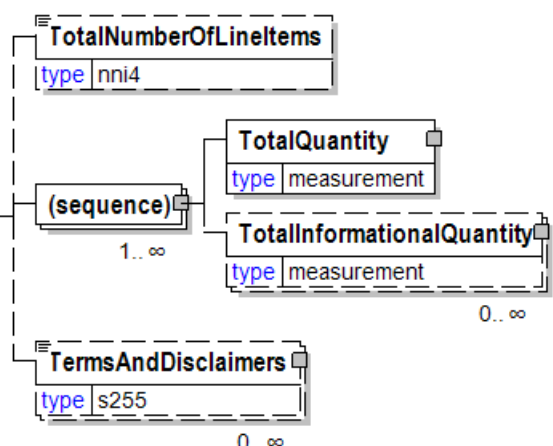 TotalNumberOfLineItems
type nni4
TotalQuantity
type measurement
(sequence)
1.. ∞
TotalInformationalQuantity
type measurement
0.. ∞
TermsAndDisclaimers
type s255
0.. ∞